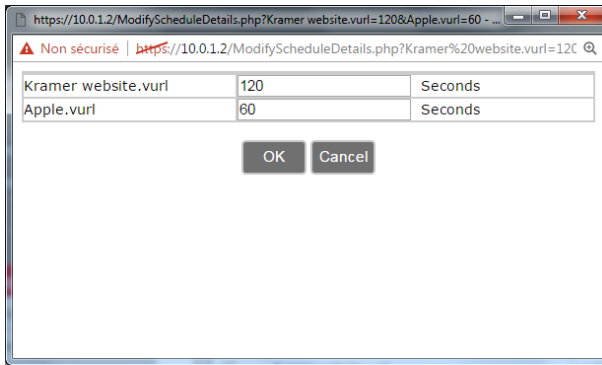 https://10.0.1.2/ModifyScheduleDetails.php?Kramer website.vurl=120&Apple.vurl=60 - ...
Non sécurisé | https://10.0.1.2/ModifyScheduleDetails.php?Kramer%20website.vurl=120
Kramer website.vurl 120 Seconds
Apple.vurl 60 Seconds
OK Cancel